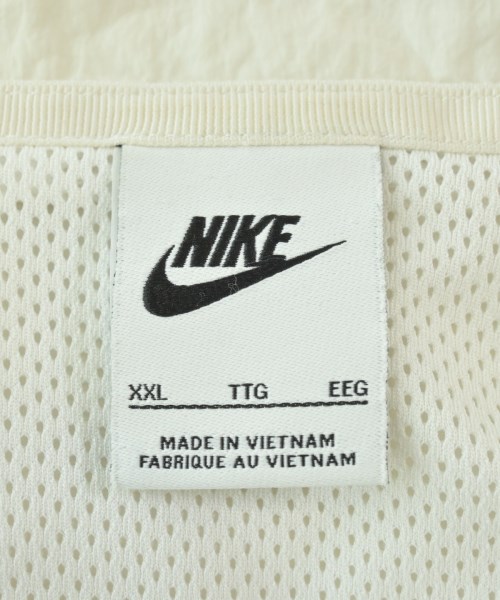 NIKE
XXL TTG EEG
MADE IN VIETNAM
FABRIQUE AU VIETNAM